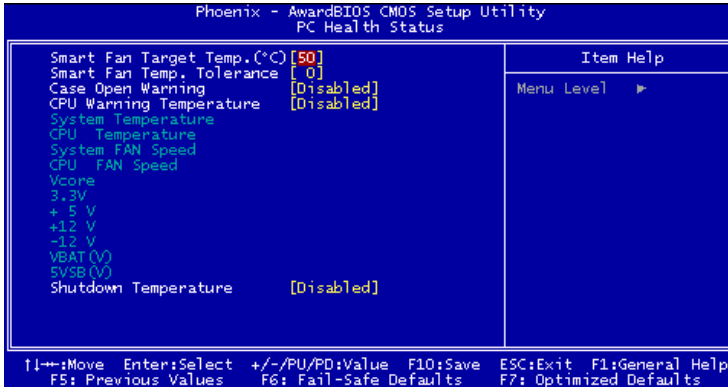 Phoenix - AwardBIOS CMOS Setup Utility
PC Health Status
Smart Fan Target Temp.(°C)[50]
Smart Fan Temp. Tolerance [ 0]
Case Open Warning [Disabled]
CPU Warning Temperature [Disabled]
System Temperature
CPU Temperature
System FAN Speed
CPU FAN Speed
Vcore
3.3V
+ 5 V
+12 V
-12 V
VBAT(V)
5VSB(V)
Shutdown Temperature [Disabled]
Item Help
Menu Level ►
↑↓→←:Move Enter:Select +/-/PU/PD:Value F10:Save ESC:Exit F1:General Help
F5: Previous Values F6: Fail-Safe Defaults F7: Optimized Defaults